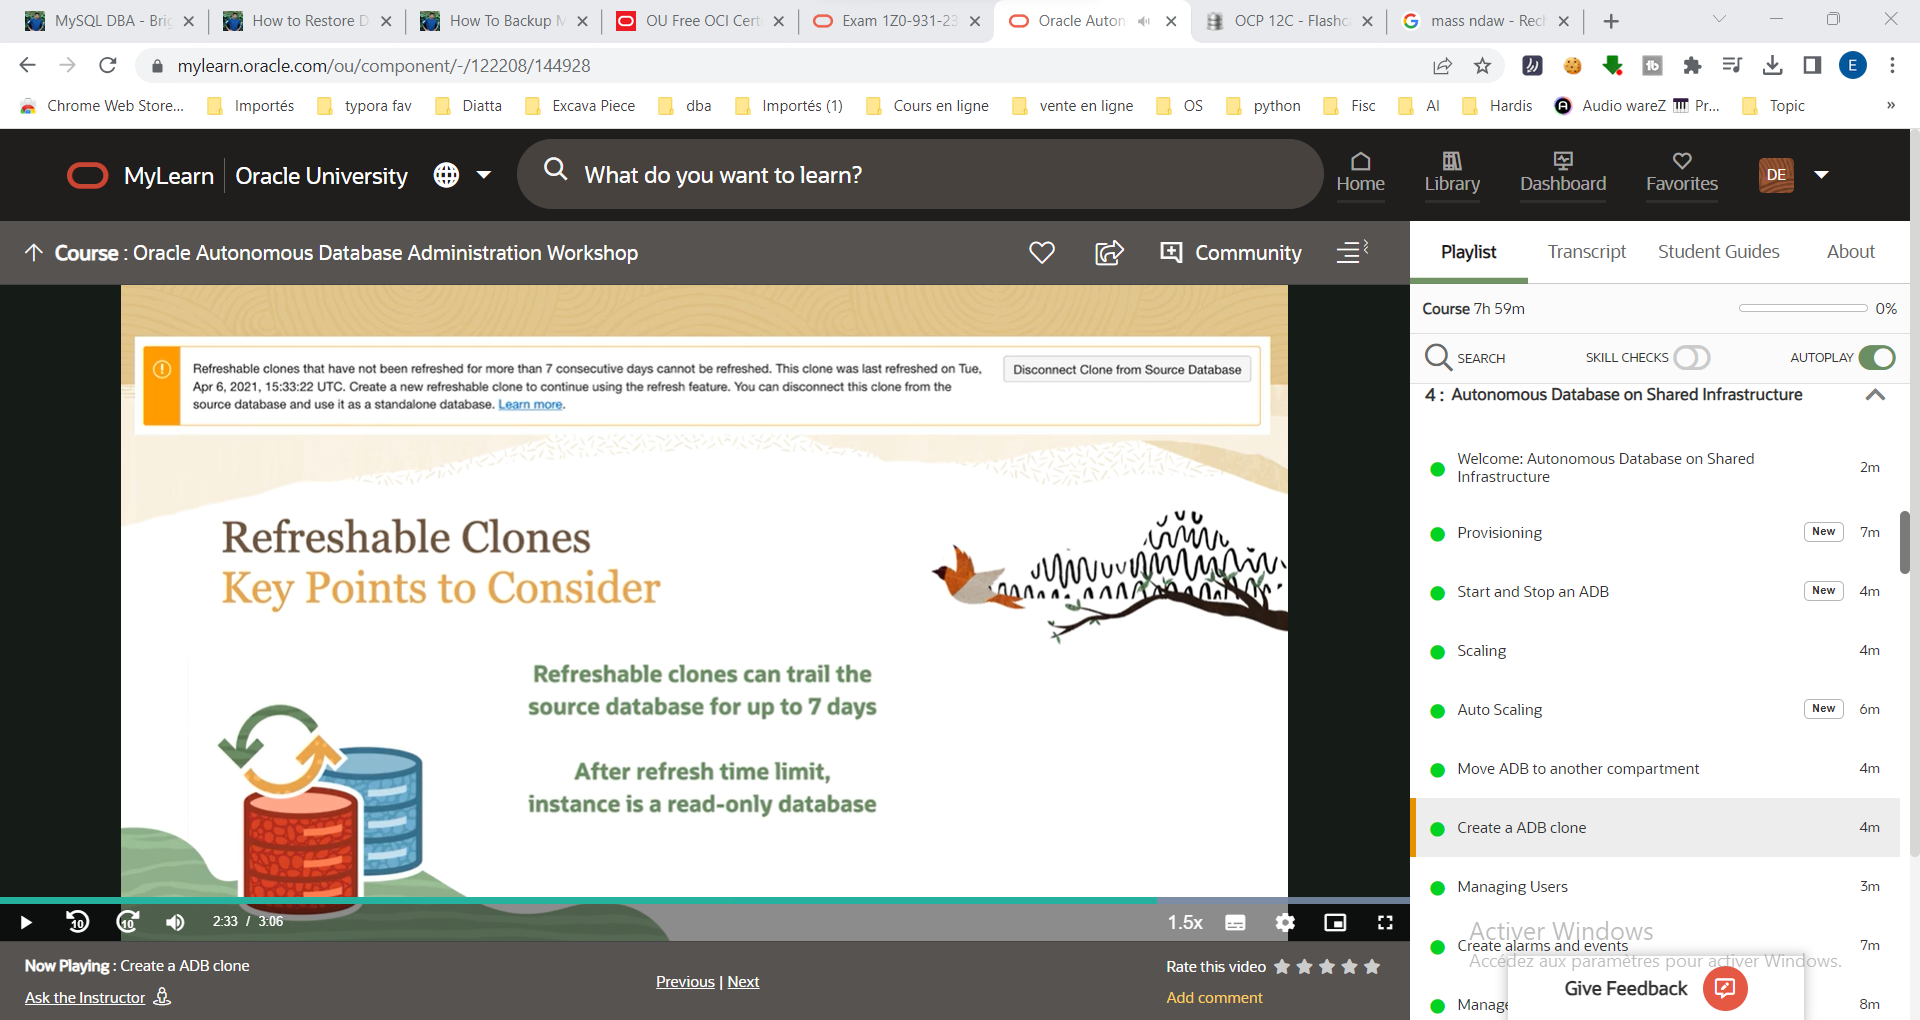 MySQL DBA - Brig
How to Restore D
How To Backup M
OU Free OCI Cert
Exam 1Z0-931-23
Oracle Auton
OCP 12C - Flashc
mass ndaw - Rech
mylearn.oracle.com/ou/component/-/122208/144928
E
Chrome Web Store...
Importés
typora fav
Diatta
Excava Piece
dba
Importés (1)
Cours en ligne
vente en ligne
OS
python
Fisc
AI
Hardis
Audio wareZ
Pr...
Topic
»
MyLearn
Oracle University
What do you want to learn?
Home
Library
Dashboard
Favorites
DE
Course : Oracle Autonomous Database Administration Workshop
Community
Playlist
Transcript
Student Guides
About
Course 7h 59m
0%
SEARCH
SKILL CHECKS
AUTOPLAY
Refreshable clones that have not been refreshed for more than 7 consecutive days cannot be refreshed. This clone was last refreshed on Tue,
Apr 6, 2021, 15:33:22 UTC. Create a new refreshable clone to continue using the refresh feature. You can disconnect this clone from the
source database and use it as a standalone database. Learn more.
Disconnect Clone from Source Database
Refreshable Clones
Key Points to Consider
Refreshable clones can trail the
source database for up to 7 days
After refresh time limit,
instance is a read-only database
10
10
2:33 / 3:06
1.5x
4 : Autonomous Database on Shared Infrastructure
Welcome: Autonomous Database on Shared
Infrastructure
2m
Provisioning
New
7m
Start and Stop an ADB
New
4m
Scaling
4m
Auto Scaling
New
6m
Move ADB to another compartment
4m
Create a ADB clone
4m
Managing Users
3m
Create alarms and events
7m
Manage
8m
Activer Windows
Accédez aux paramètres pour activer Windows.
Give Feedback
Now Playing : Create a ADB clone
Ask the Instructor
Previous | Next
Rate this video
Add comment